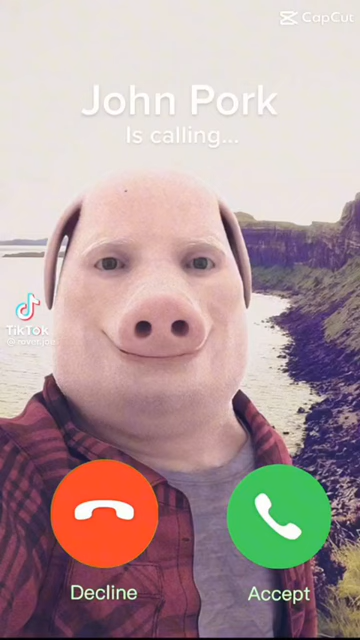 CapCut
John Pork
Is calling...
TikTok
Decline
Accept